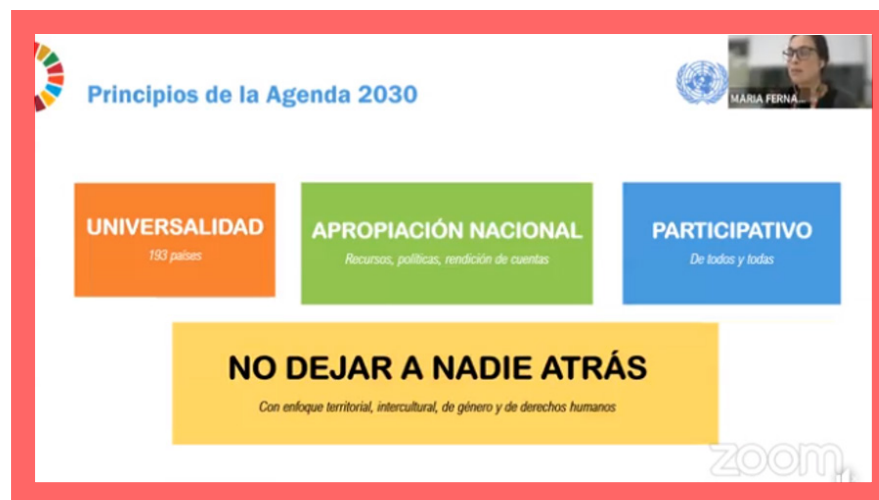 Principios de la Agenda 2030
MARIA FERNA...
UNIVERSALIDAD
193 países
APROPIACIÓN NACIONAL
Recursos, políticas, rendición de cuentas
PARTICIPATIVO
De todos y todas
NO DEJAR A NADIE ATRÁS
Con enfoque territorial, intercultural, de género y de derechos humanos
zoom